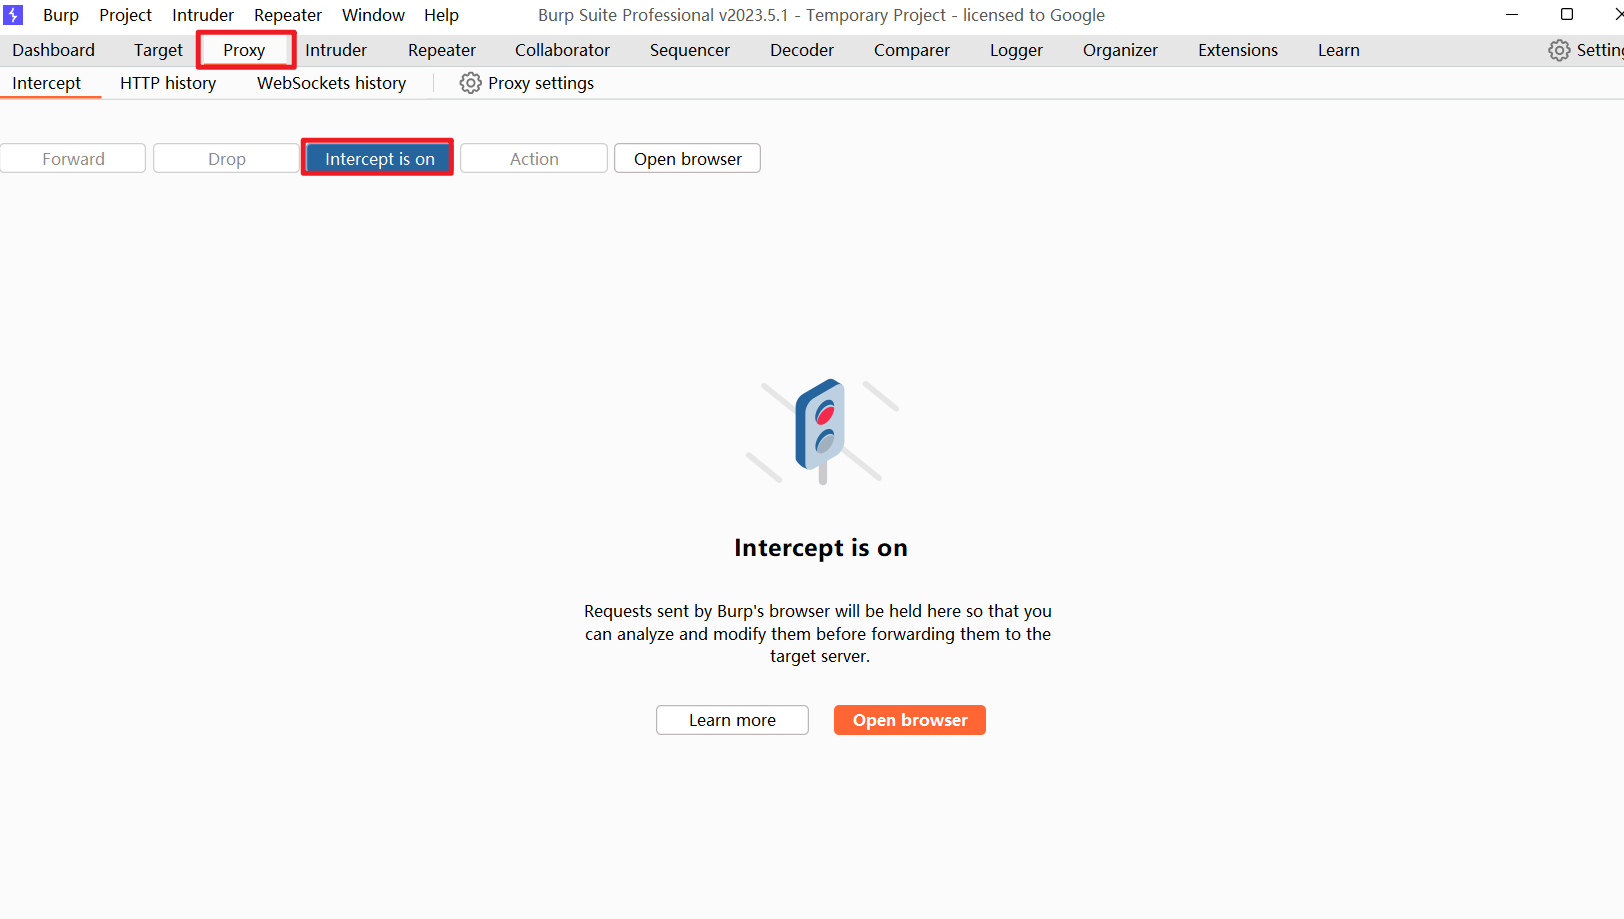 Burp Project Intruder Repeater Window Help Burp Suite Professional v2023.5.1 - Temporary Project - licensed to Google
Dashboard Target Proxy Intruder Repeater Collaborator Sequencer Decoder Comparer Logger Organizer Extensions Learn Setting
Intercept HTTP history WebSockets history Proxy settings
Forward Drop Intercept is on Action Open browser
Intercept is on
Requests sent by Burp's browser will be held here so that you
can analyze and modify them before forwarding them to the
target server.
Learn more Open browser